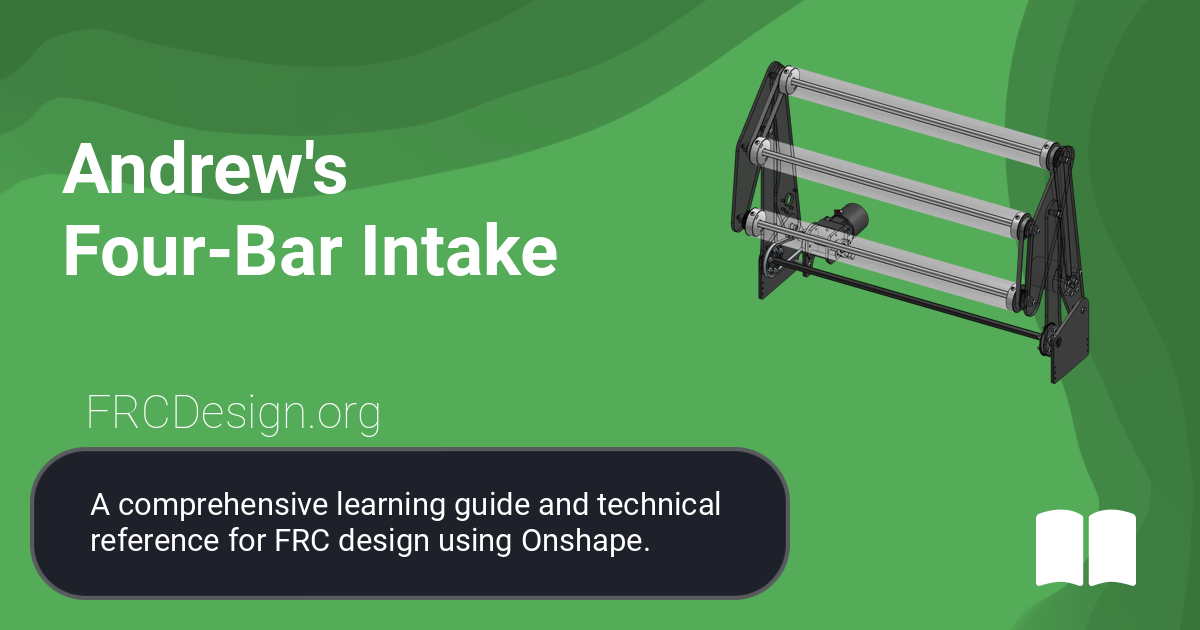 Andrew's
Four-Bar Intake
FRCDesign.org
A comprehensive learning guide and technical
reference for FRC design using Onshape.